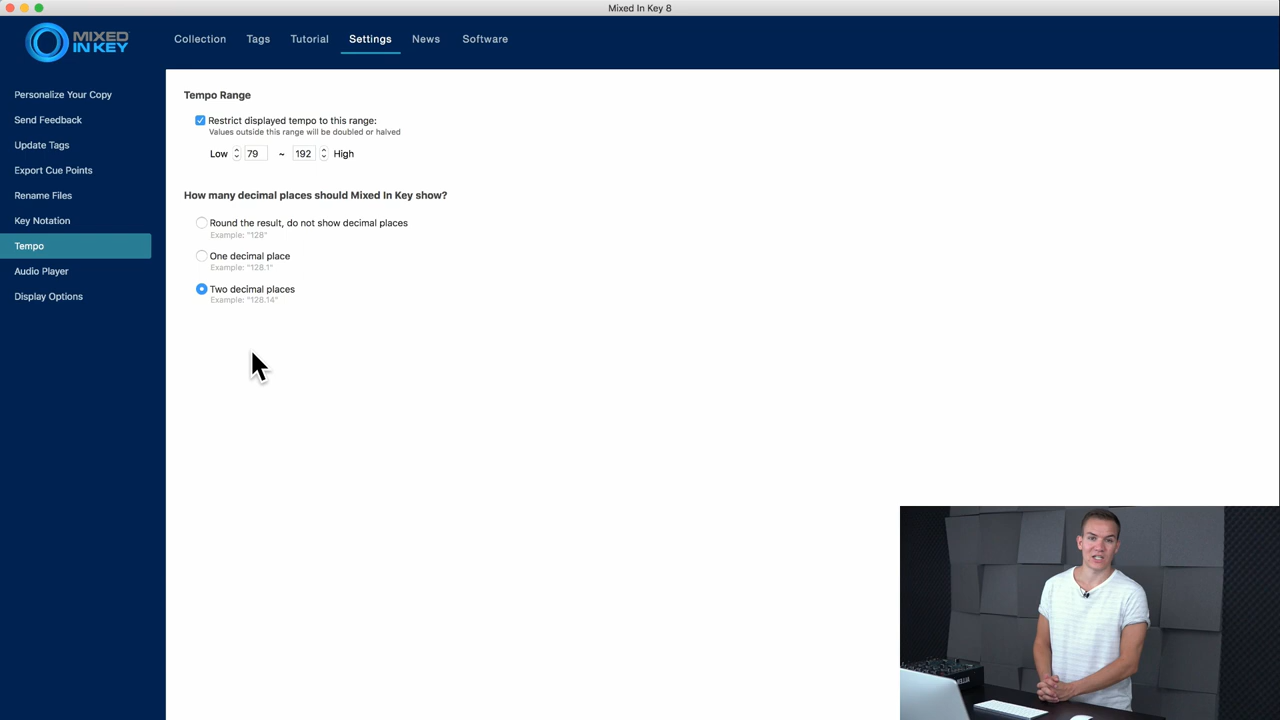 Mixed In Key 8
MIXED
IN KEY
Collection
Tags
Tutorial
Settings
News
Software
Personalize Your Copy
Send Feedback
Update Tags
Export Cue Points
Rename Files
Key Notation
Tempo
Audio Player
Display Options
Tempo Range
Restrict displayed tempo to this range:
Values outside this range will be doubled or halved
Low 79 ~ 192 High
How many decimal places should Mixed In Key show?
Round the result, do not show decimal places
Example: "128"
One decimal place
Example: "128.1"
Two decimal places
Example: "128.14"